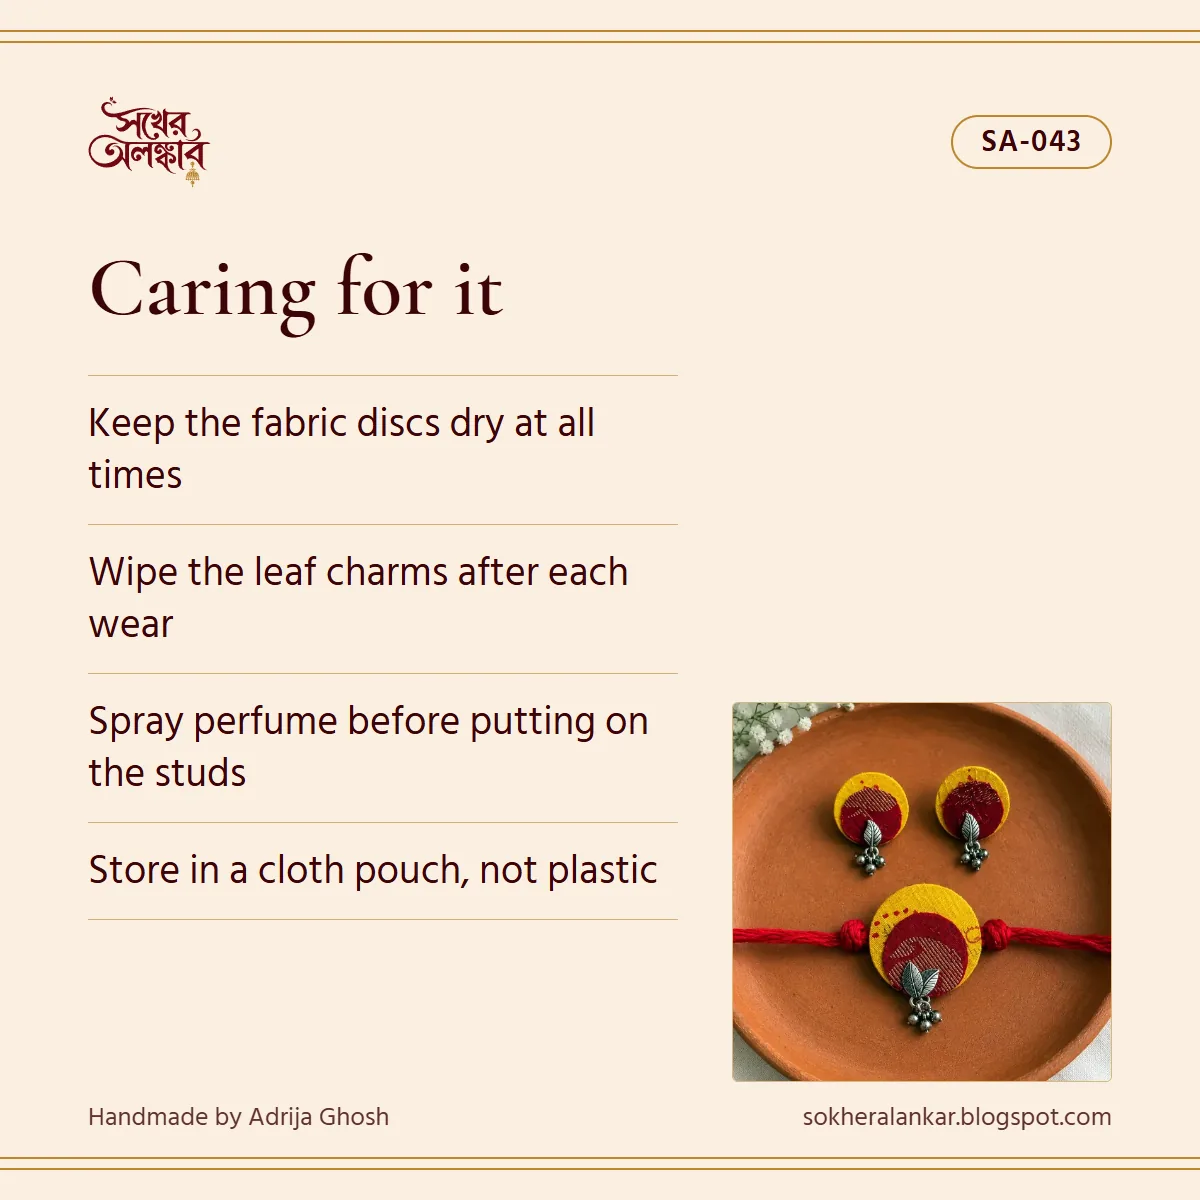 সখের
অলঙ্কার
SA-043
Caring for it
Keep the fabric discs dry at all
times
Wipe the leaf charms after each
wear
Spray perfume before putting on
the studs
Store in a cloth pouch, not plastic
Handmade by Adrija Ghosh
sokheralankar.blogspot.com